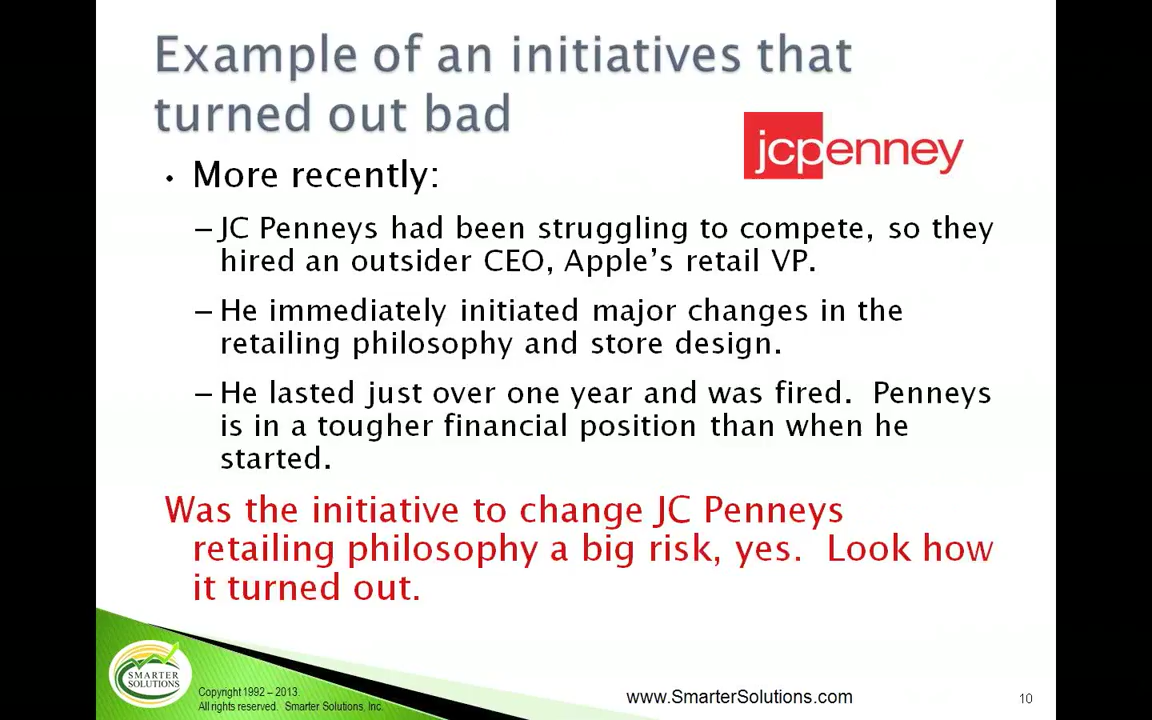 Example of an initiatives that
turned out bad
jcpenney
• More recently:
– JC Penneys had been struggling to compete, so they
hired an outsider CEO, Apple's retail VP.
– He immediately initiated major changes in the
retailing philosophy and store design.
– He lasted just over one year and was fired.  Penneys
is in a tougher financial position than when he
started.
Was the initiative to change JC Penneys
retailing philosophy a big risk, yes.  Look how
it turned out.
SMARTER
SOLUTIONS
Copyright 1992 – 2013.
All rights reserved.  Smarter Solutions, Inc.
www.SmarterSolutions.com
10